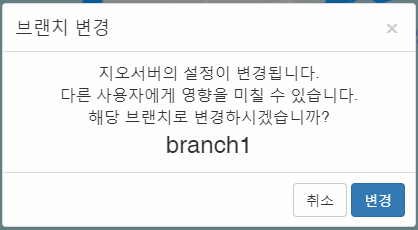 브랜치 변경
×
지오서버의 설정이 변경됩니다.
다른 사용자에게 영향을 미칠 수 있습니다.
해당 브랜치로 변경하시겠습니까?
branch1
취소
변경